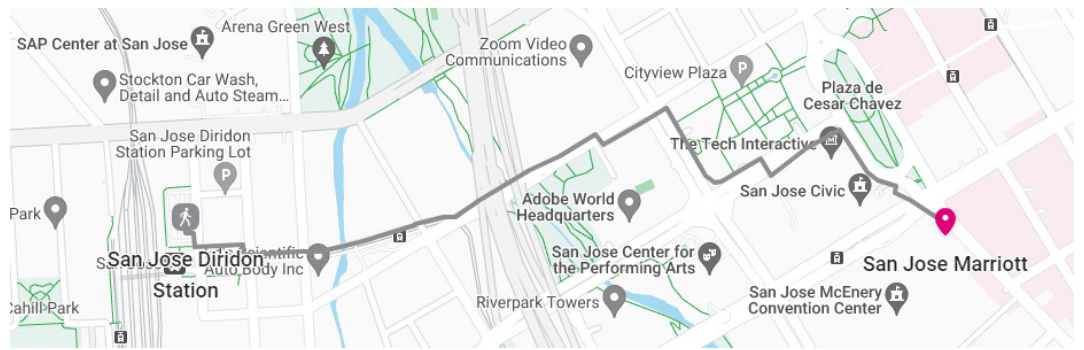 SAP Center at San Jose
Arena Green West
Zoom Video
Communications
Stockton Car Wash,
Detail and Auto Steam...
Cityview Plaza
P
Plaza de
Cesar Chavez
San Jose Diridon
Station Parking Lot
P
The Tech Interactive
San Jose Civic
Park
Adobe World
Headquarters
San Jose Diridon
Station
Scientific
Auto Body Inc
San Jose Center for
the Performing Arts
San Jose Marriott
Cahill-Park
Riverpark Towers
San Jose McEnery
Convention Center